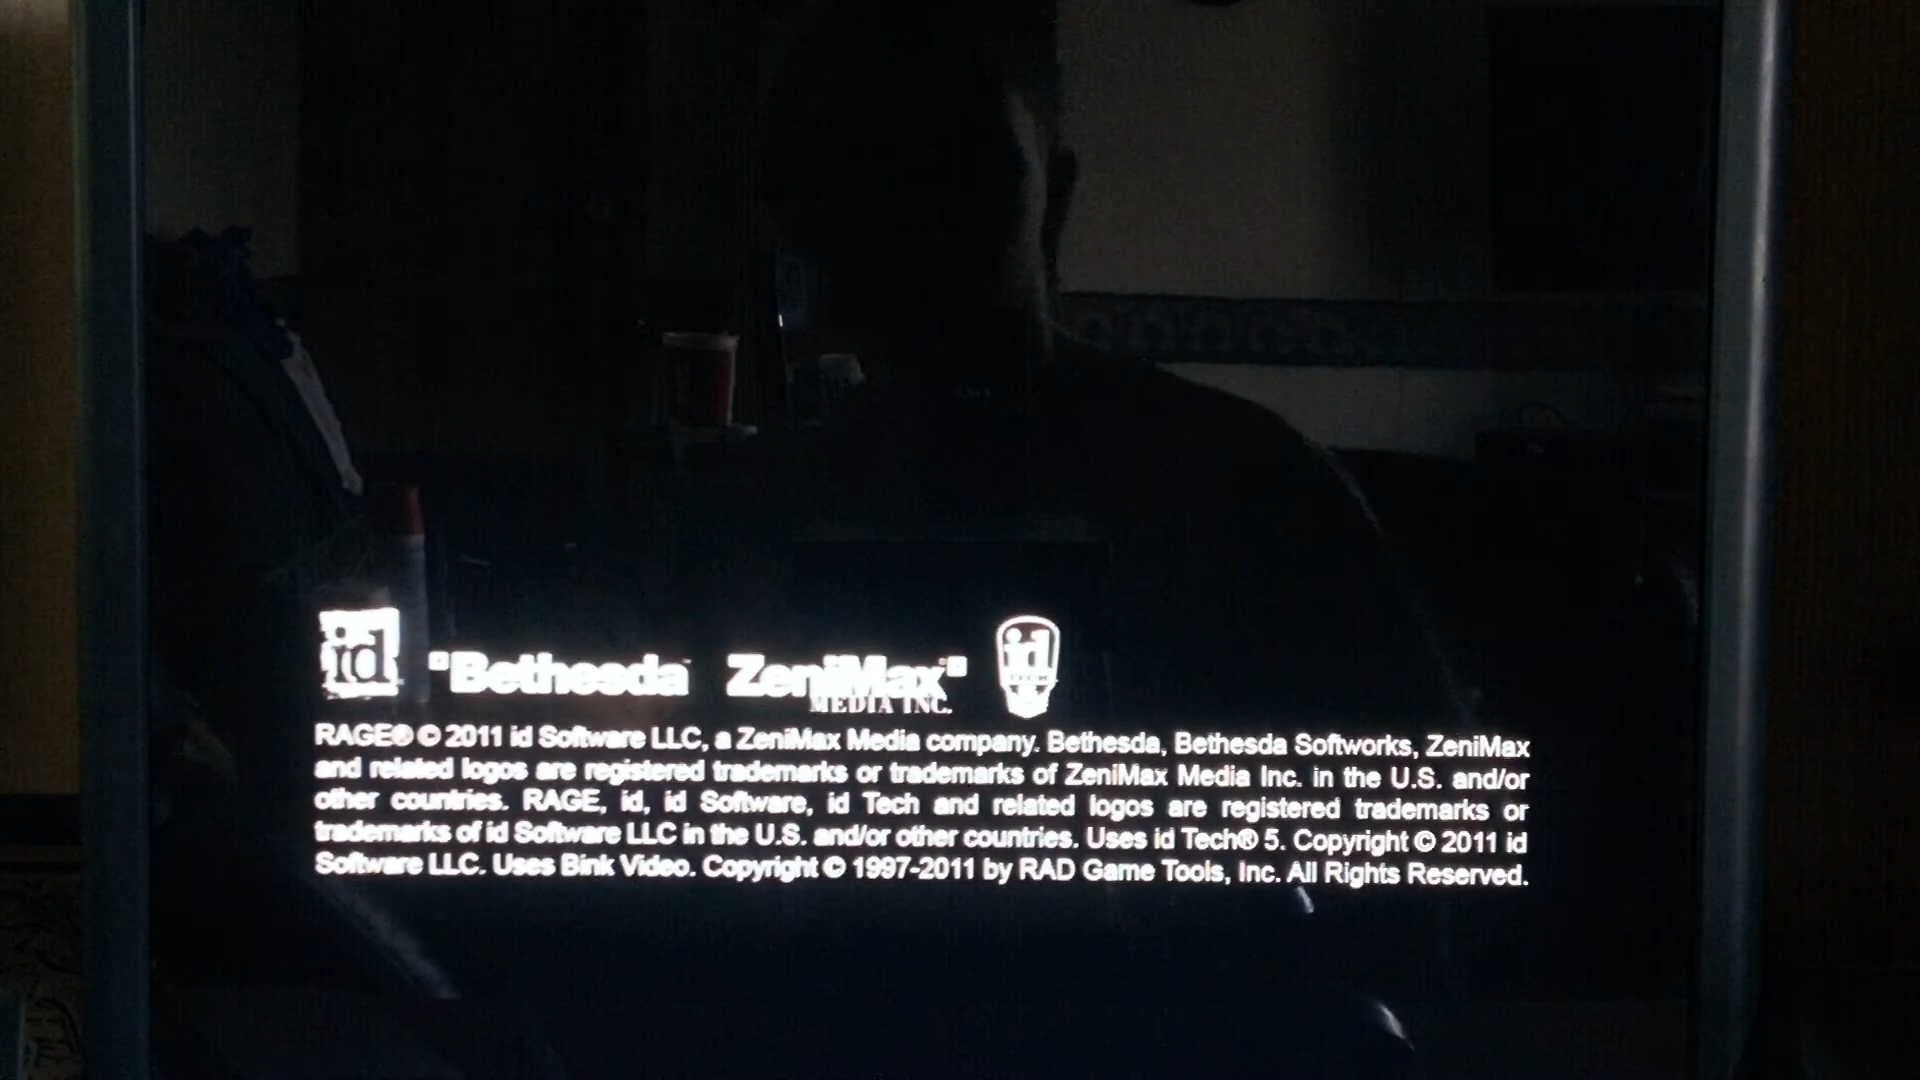 id Bethesda ZeniMax id
MEDIA INC. TECH
RAGE® © 2011 id Software LLC, a ZeniMax Media company. Bethesda, Bethesda Softworks, ZeniMax
and related logos are registered trademarks or trademarks of ZeniMax Media Inc. in the U.S. and/or
other countries. RAGE, id, id Software, id Tech and related logos are registered trademarks or
trademarks of id Software LLC in the U.S. and/or other countries. Uses id Tech® 5. Copyright © 2011 id
Software LLC. Uses Bink Video. Copyright © 1997-2011 by RAD Game Tools, Inc. All Rights Reserved.